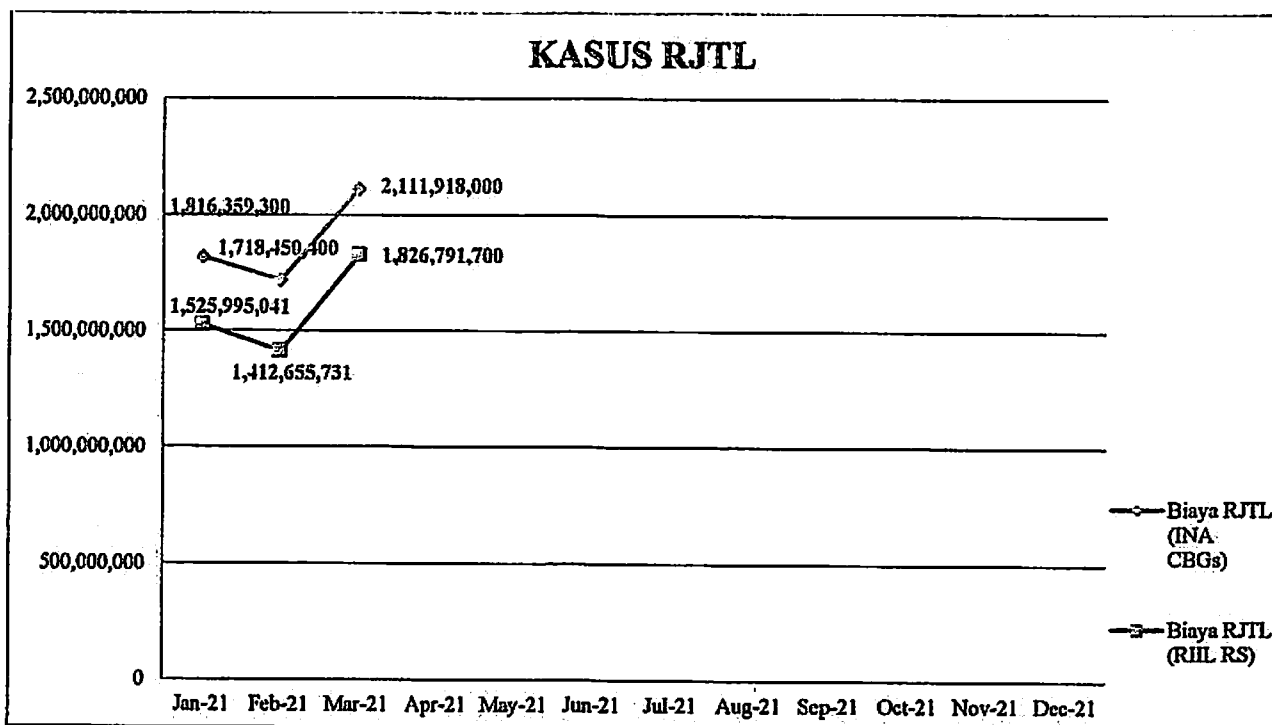 KASUS RJTL
2,500,000,000
2,000,000,000
1,500,000,000
1,000,000,000
500,000,000
0
1,816,359,300
1,718,450,400
2,111,918,000
1,525,995,041
1,412,655,731
1,826,791,700
Jan-21 Feb-21 Mar-21 Apr-21 May-21 Jun-21 Jul-21 Aug-21 Sep-21 Oct-21 Nov-21 Dec-21
Biaya RJTL
(INA
CBGs)
Biaya RJTL
(RIIL RS)